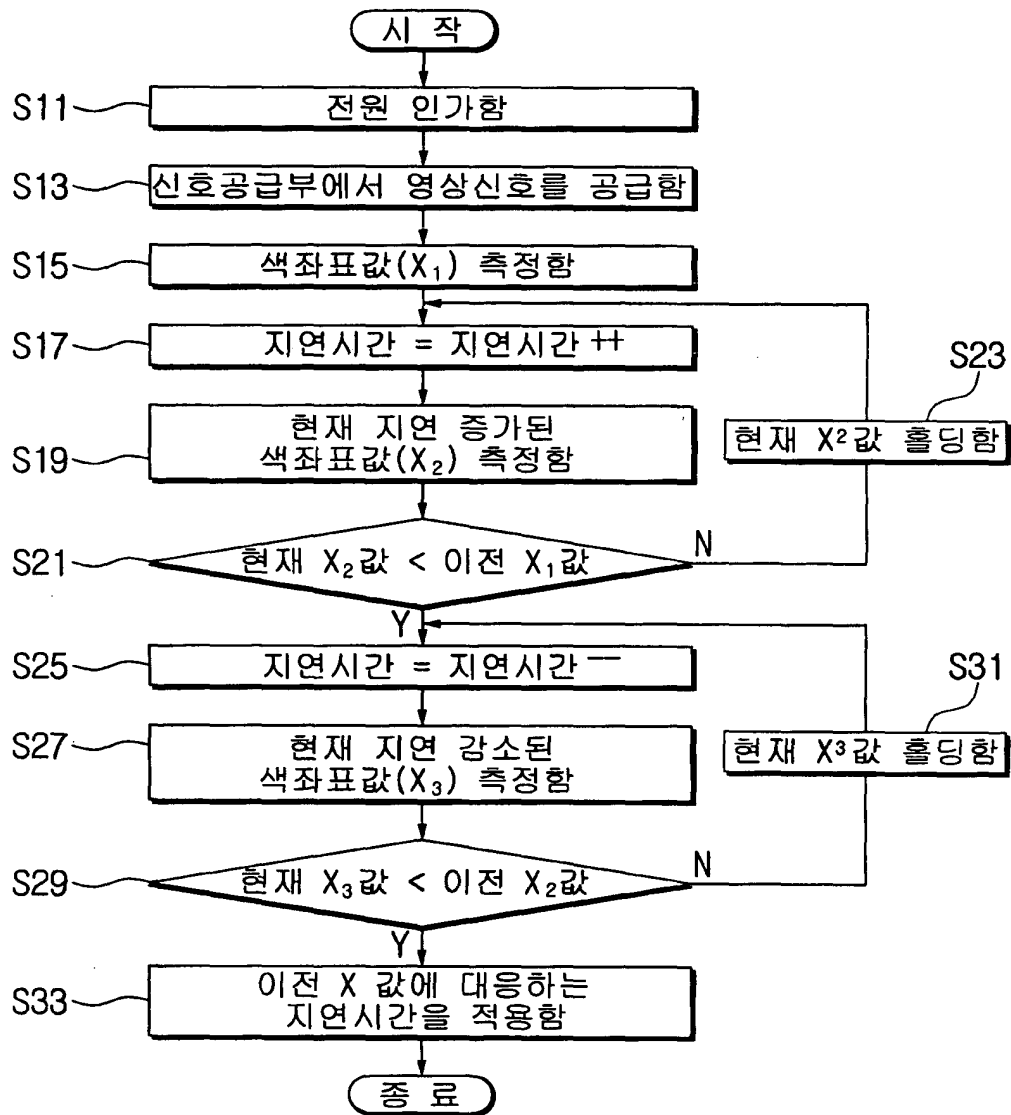 시 작
S11
전원 인가함
S13
신호공급부에서 영상신호를 공급함
S15
색좌표값(X₁) 측정함
S17
지연시간 = 지연시간 ++
S23
현재 X²값 홀딩함
S19
현재 지연 증가된
색좌표값(X₂) 측정함
S21
현재 X₂값 < 이전 X₁값
N
Y
S25
지연시간 = 지연시간 --
S31
현재 X³값 홀딩함
S27
현재 지연 감소된
색좌표값(X₃) 측정함
S29
현재 X₃값 < 이전 X₂값
N
Y
S33
이전 X 값에 대응하는
지연시간을 적용함
종 료